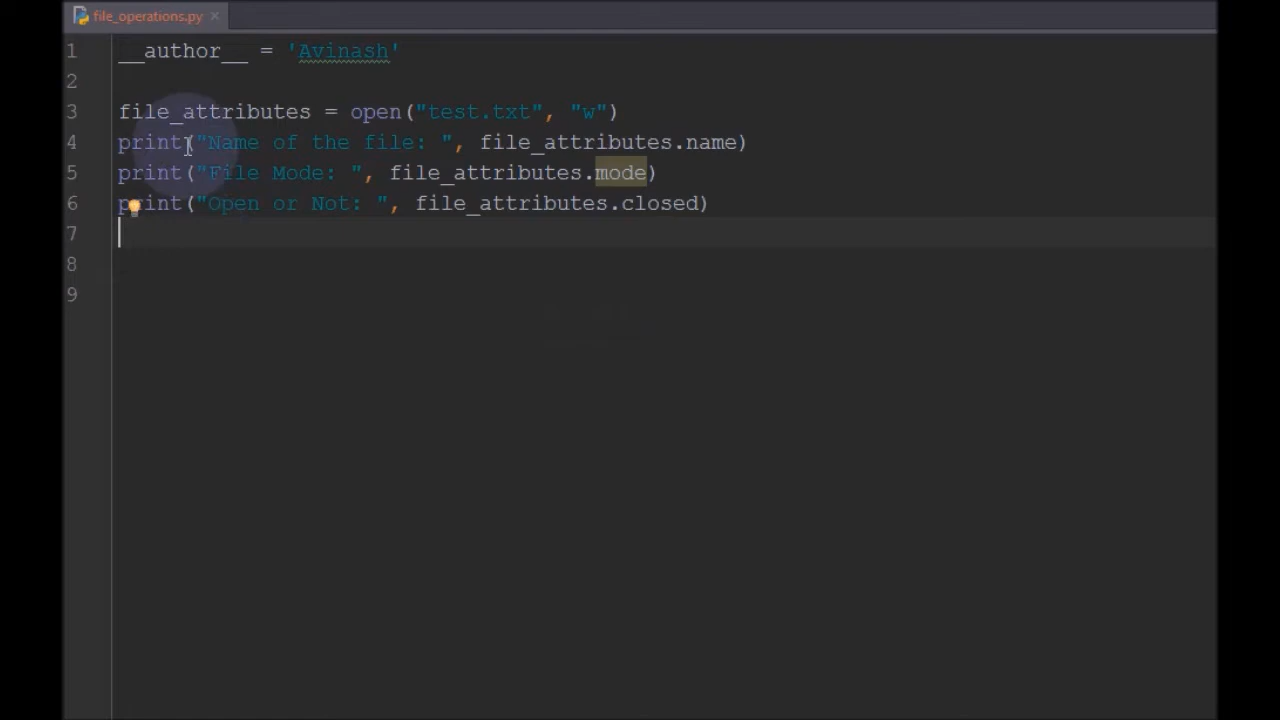 file_operations.py ×
1 __author__ = 'Avinash'
2
3 file_attributes = open("test.txt", "w")
4 print("Name of the file: ", file_attributes.name)
5 print("File Mode: ", file_attributes.mode)
6 print("Open or Not: ", file_attributes.closed)
7
8
9